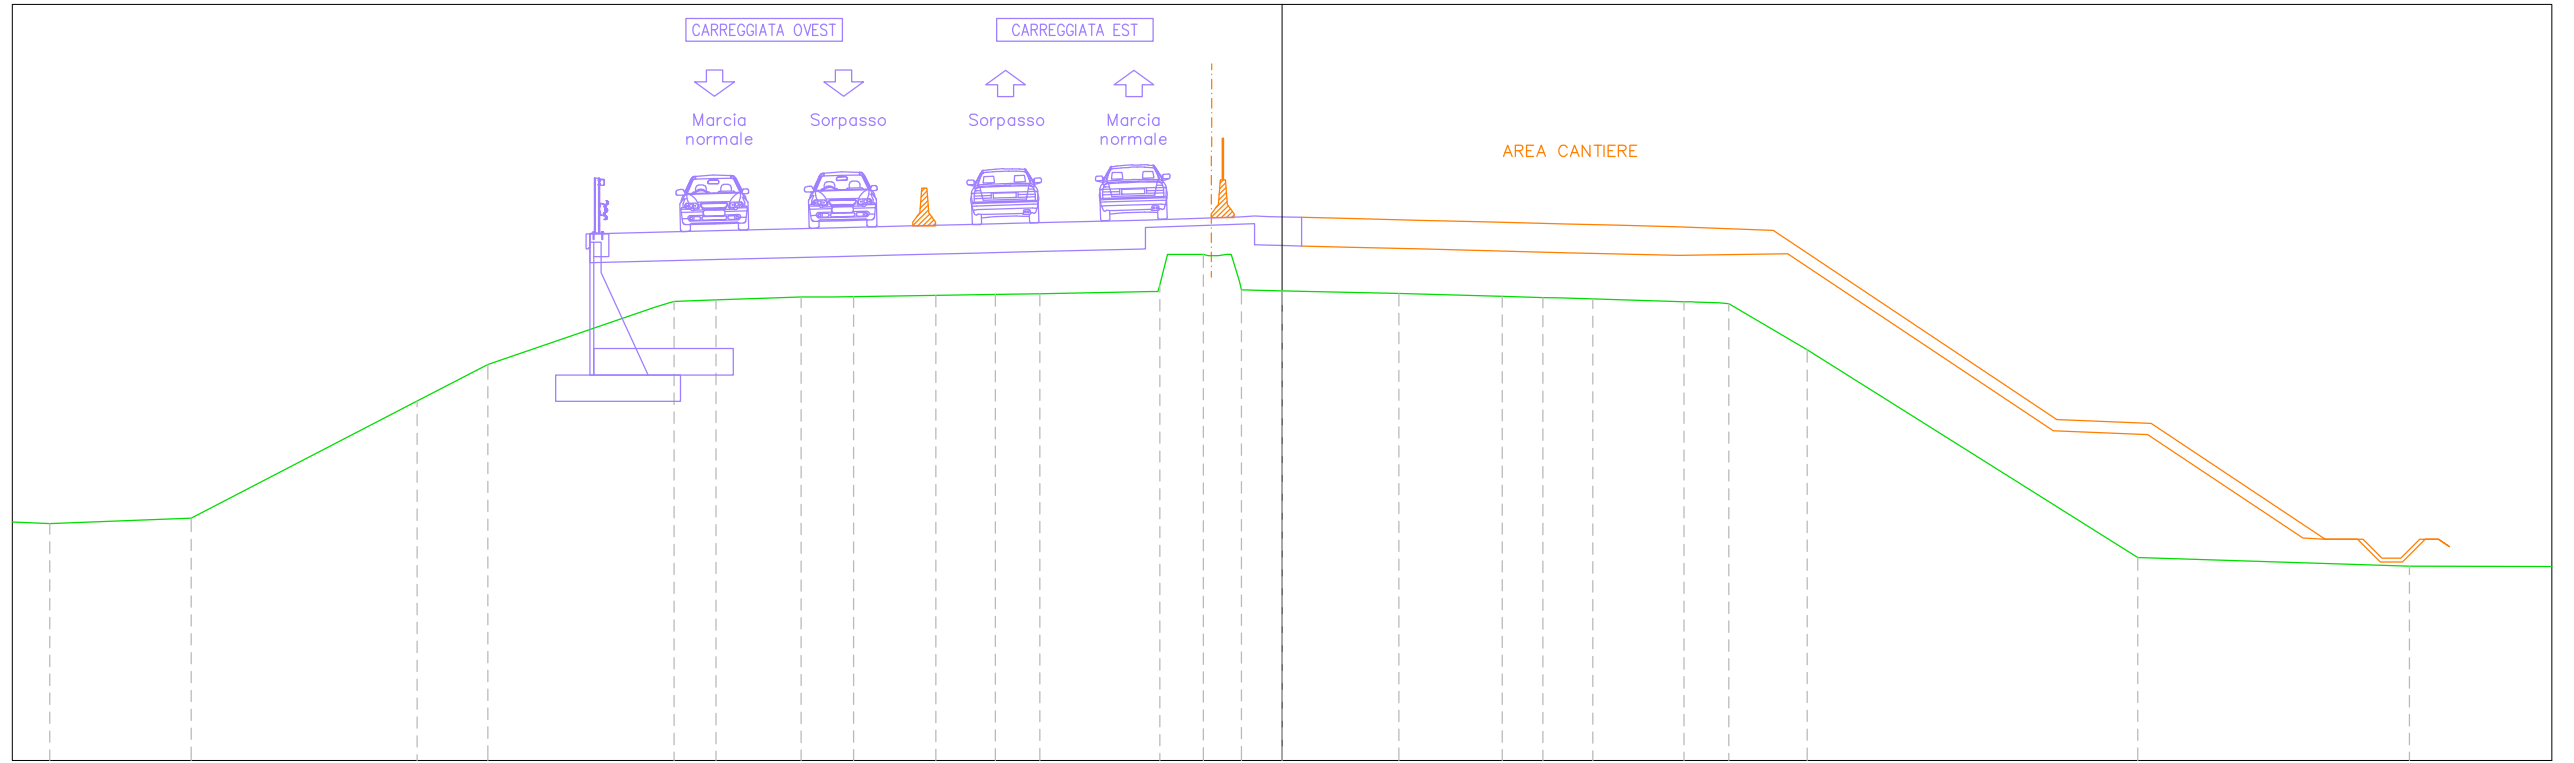 CARREGGIATA OVEST
CARREGGIATA EST
Marcia
normale
Sorpasso
Sorpasso
Marcia
normale
AREA CANTIERE